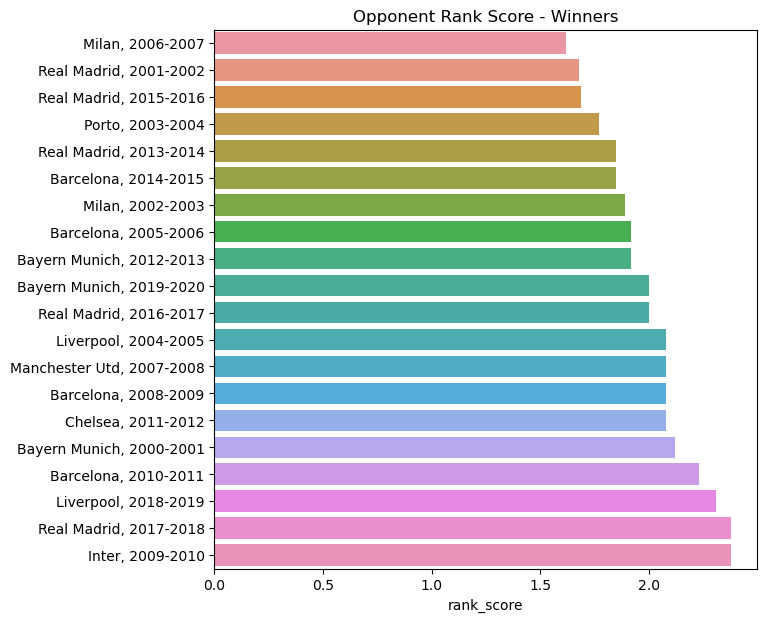 Opponent Rank Score - Winners
Milan, 2006-2007
Real Madrid, 2001-2002
Real Madrid, 2015-2016
Porto, 2003-2004
Real Madrid, 2013-2014
Barcelona, 2014-2015
Milan, 2002-2003
Barcelona, 2005-2006
Bayern Munich, 2012-2013
Bayern Munich, 2019-2020
Real Madrid, 2016-2017
Liverpool, 2004-2005
Manchester Utd, 2007-2008
Barcelona, 2008-2009
Chelsea, 2011-2012
Bayern Munich, 2000-2001
Barcelona, 2010-2011
Liverpool, 2018-2019
Real Madrid, 2017-2018
Inter, 2009-2010
0.0 0.5 1.0 1.5 2.0
rank_score